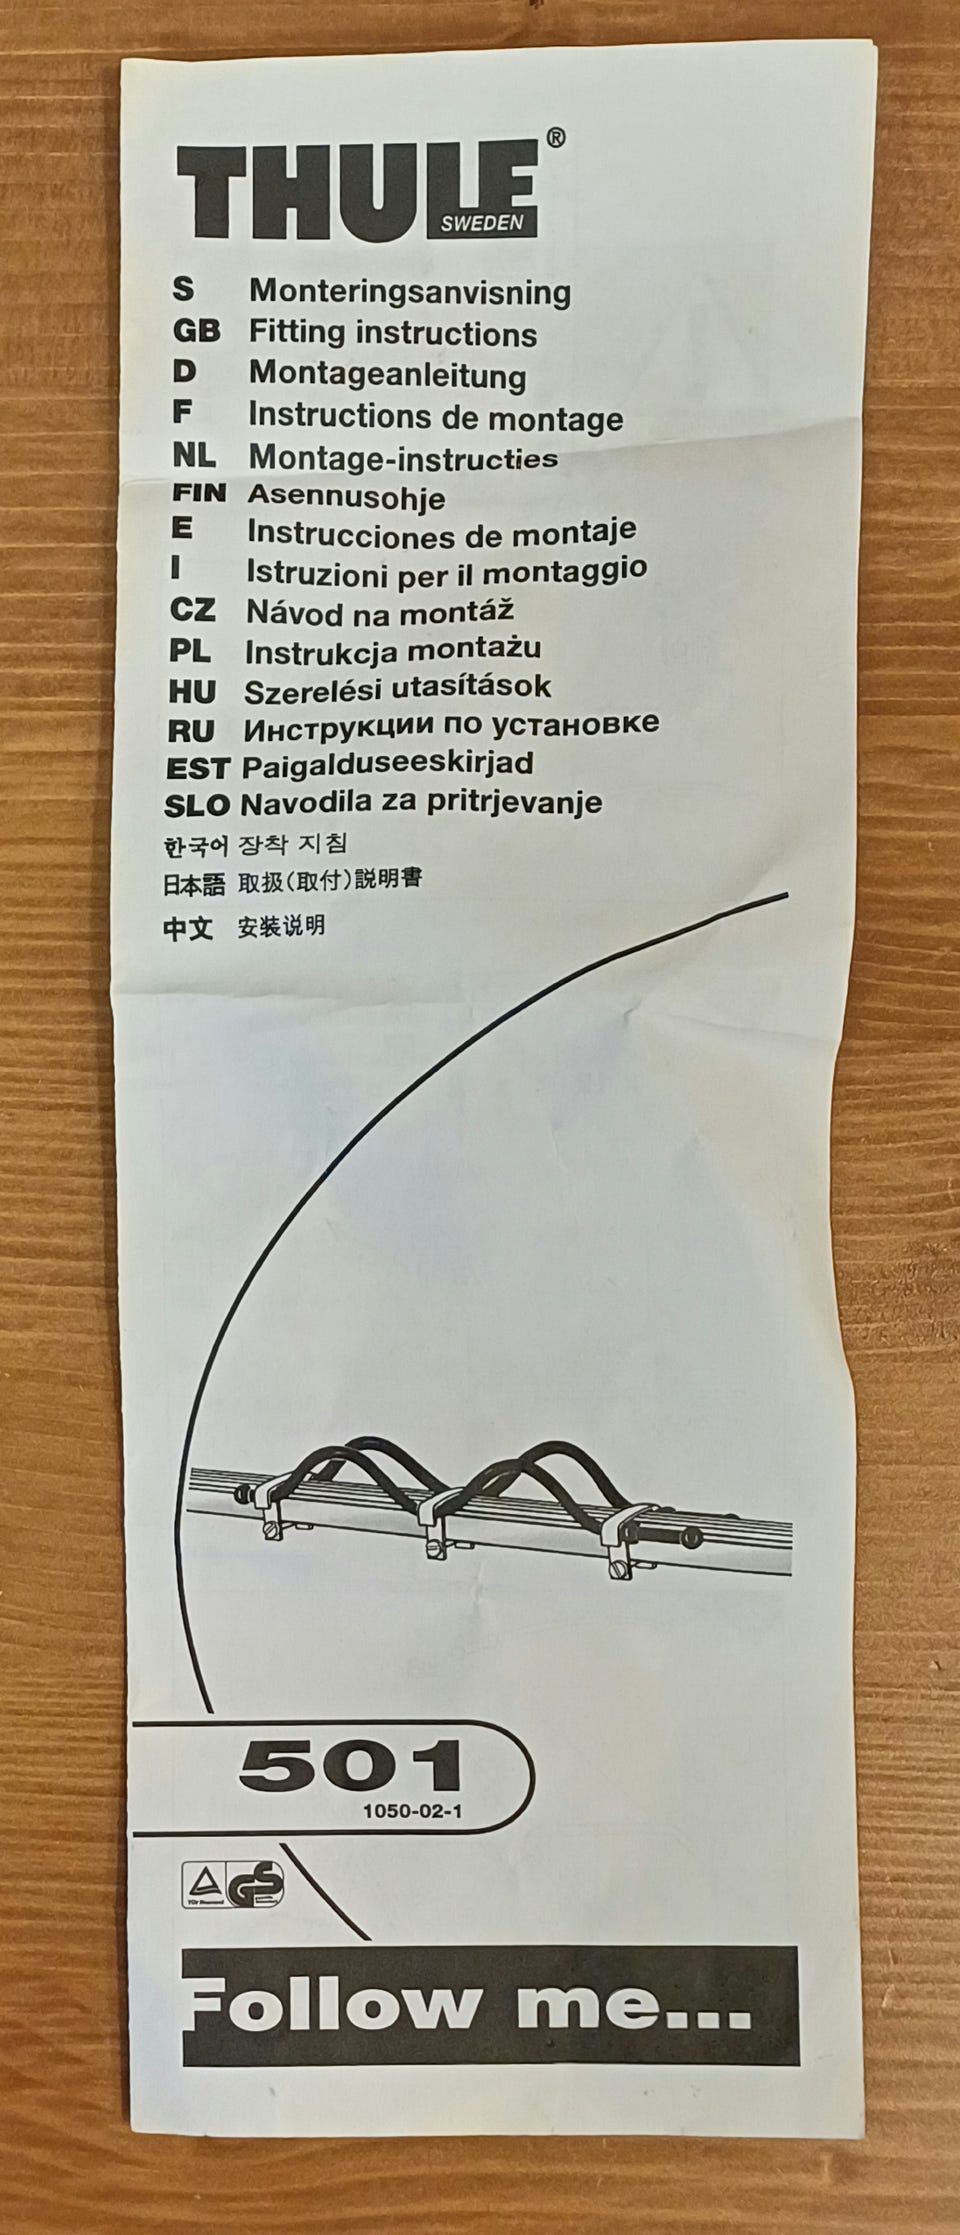 THULE®
SWEDEN
S Monteringsanvisning
GB Fitting instructions
D Montageanleitung
F Instructions de montage
NL Montage-instructies
FIN Asennusohje
E Instrucciones de montaje
I Istruzioni per il montaggio
CZ Návod na montáž
PL Instrukcja montażu
HU Szerelési utasítások
RU Инструкции по установке
EST Paigalduseeskirjad
SLO Navodila za pritrjevanje
한국어 장착 지침
日本語 取扱(取付)説明書
中文 安装说明
501
1050-02-1
GS
Follow me...